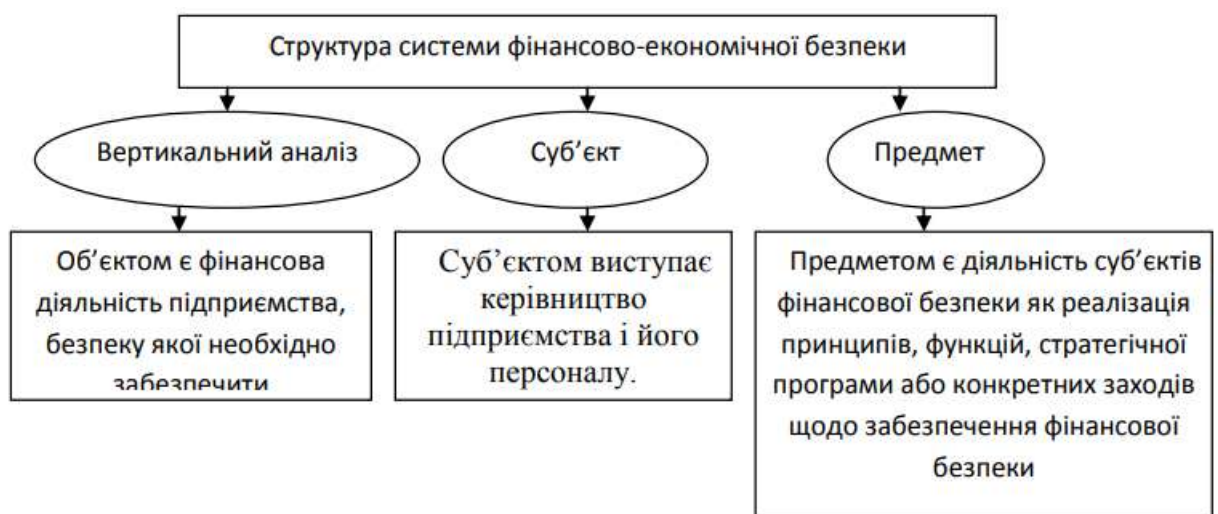 Структура системи фінансово-економічної безпеки
Вертикальний аналіз
Суб’єкт
Предмет
Об’єктом є фінансова
діяльність підприємства,
безпеку якої необхідно
забезпечити
Суб’єктом виступає
керівництво
підприємства і його
персоналу.
Предметом є діяльність суб’єктів
фінансової безпеки як реалізація
принципів, функцій, стратегічної
програми або конкретних заходів
щодо забезпечення фінансової
безпеки